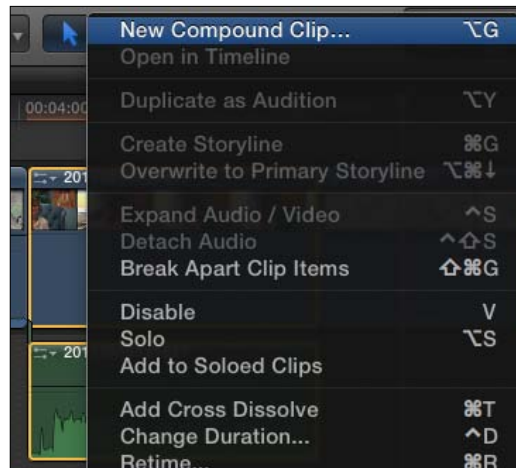 New Compound Clip... ⌥G
Open in Timeline
Duplicate as Audition ⌥Y
00:04:00
Create Storyline ⌘G
Overwrite to Primary Storyline ⌥⌘↓
201
Expand Audio / Video ^S
Detach Audio ^⇧S
Break Apart Clip Items ⇧⌘G
Disable V
Solo ⌥S
201
Add to Soloed Clips
Add Cross Dissolve ⌘T
Change Duration... ^D
Retime... ⌘R